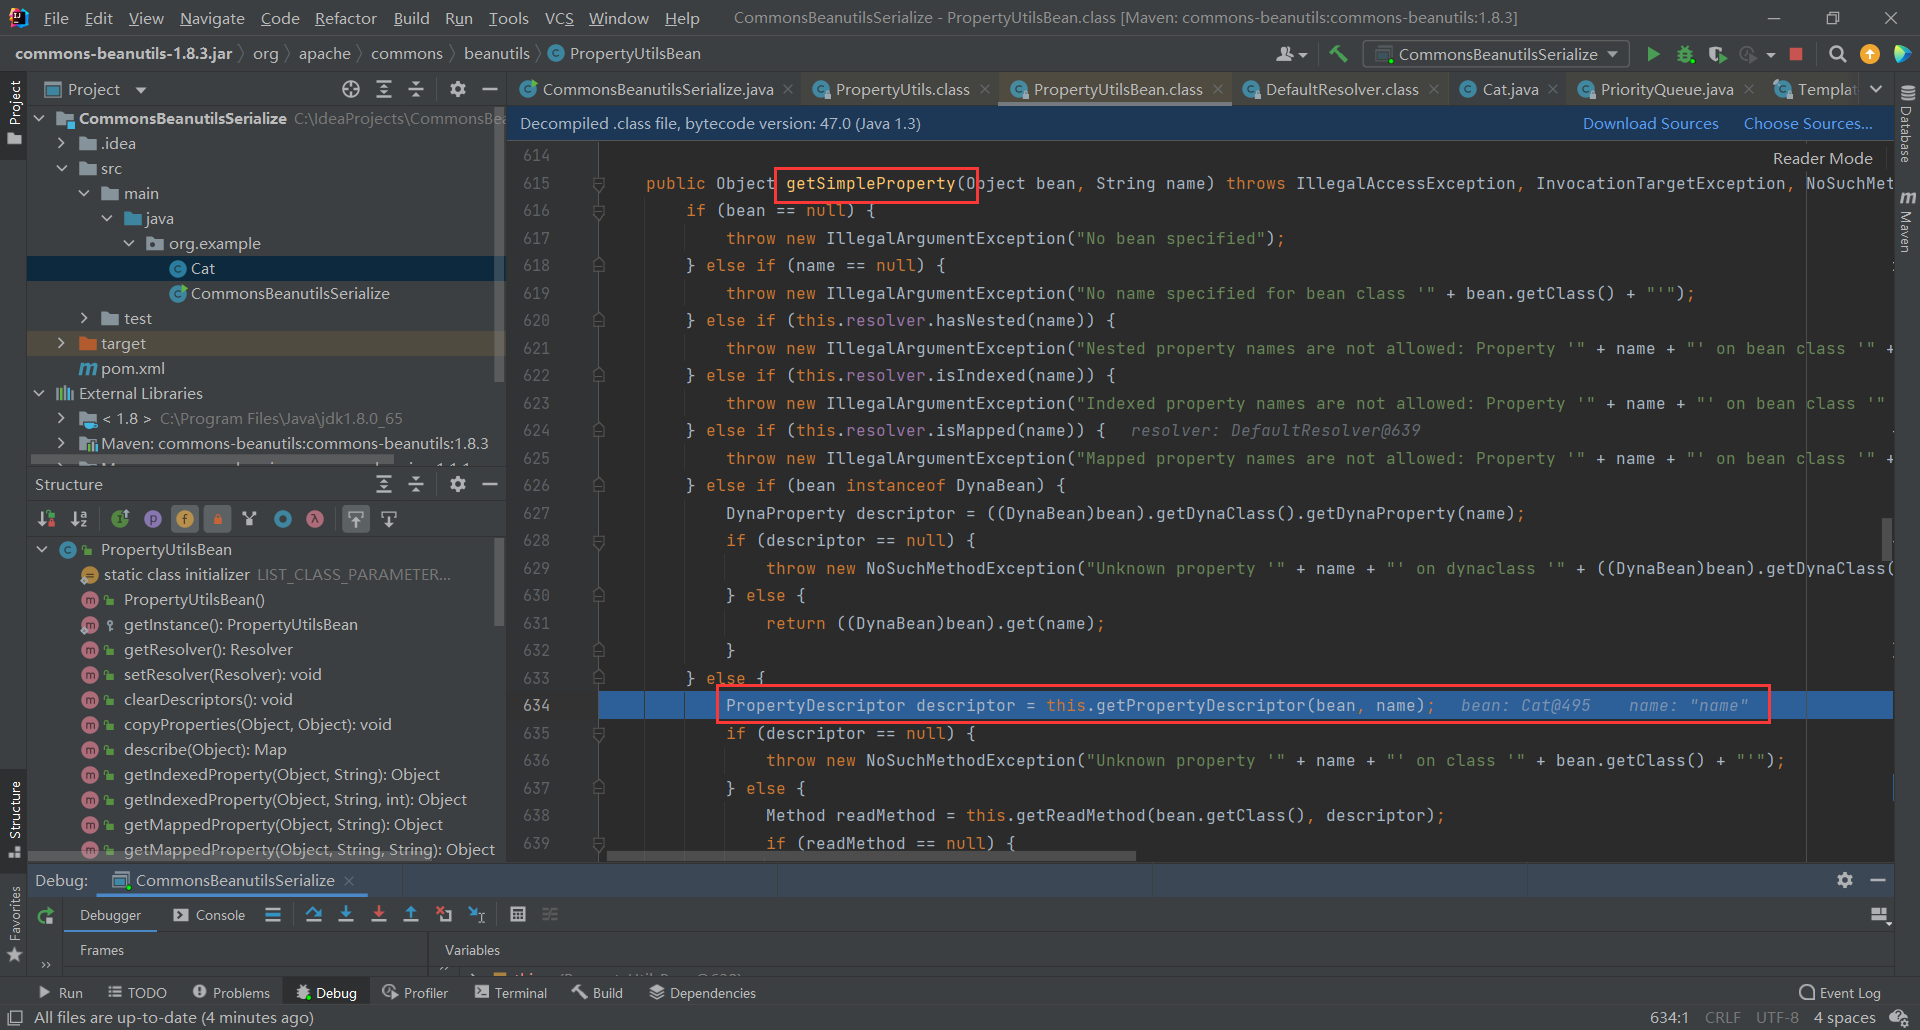 File Edit View Navigate Code Refactor Build Run Tools VCS Window Help CommonsBeanutilsSerialize - PropertyUtilsBean.class [Maven: commons-beanutils:commons-beanutils:1.8.3]
commons-beanutils-1.8.3.jar org apache commons beanutils PropertyUtilsBean CommonsBeanutilsSerialize
Project
CommonsBeanutilsSerialize.java PropertyUtils.class PropertyUtilsBean.class DefaultResolver.class Cat.java PriorityQueue.java Templat
Decompiled .class file, bytecode version: 47.0 (Java 1.3) Download Sources Choose Sources...
Reader Mode
Project
CommonsBeanutilsSerialize C:\IdeaProjects\CommonsBea
.idea
src
main
java
org.example
Cat
CommonsBeanutilsSerialize
test
target
pom.xml
External Libraries
< 1.8 > C:\Program Files\Java\jdk1.8.0_65
Maven: commons-beanutils:commons-beanutils:1.8.3
Structure
PropertyUtilsBean
static class initializer LIST_CLASS_PARAMETER...
PropertyUtilsBean()
getInstance(): PropertyUtilsBean
getResolver(): Resolver
setResolver(Resolver): void
clearDescriptors(): void
copyProperties(Object, Object): void
describe(Object): Map
getIndexedProperty(Object, String): Object
getIndexedProperty(Object, String, int): Object
getMappedProperty(Object, String): Object
getMappedProperty(Object, String, String): Object
Structure
Favorites
614
615 public Object getSimpleProperty(Object bean, String name) throws IllegalAccessException, InvocationTargetException, NoSuchMet
616 if (bean == null) {
617 throw new IllegalArgumentException("No bean specified");
618 } else if (name == null) {
619 throw new IllegalArgumentException("No name specified for bean class '" + bean.getClass() + "'");
620 } else if (this.resolver.hasNested(name)) {
621 throw new IllegalArgumentException("Nested property names are not allowed: Property '" + name + "' on bean class '" +
622 } else if (this.resolver.isIndexed(name)) {
623 throw new IllegalArgumentException("Indexed property names are not allowed: Property '" + name + "' on bean class '"
624 } else if (this.resolver.isMapped(name)) { resolver: DefaultResolver@639
625 throw new IllegalArgumentException("Mapped property names are not allowed: Property '" + name + "' on bean class '" +
626 } else if (bean instanceof DynaBean) {
627 DynaProperty descriptor = ((DynaBean)bean).getDynaClass().getDynaProperty(name);
628 if (descriptor == null) {
629 throw new NoSuchMethodException("Unknown property '" + name + "' on dynaclass '" + ((DynaBean)bean).getDynaClass(
630 } else {
631 return ((DynaBean)bean).get(name);
632 }
633 } else {
634 PropertyDescriptor descriptor = this.getPropertyDescriptor(bean, name); bean: Cat@495 name: "name"
635 if (descriptor == null) {
636 throw new NoSuchMethodException("Unknown property '" + name + "' on class '" + bean.getClass() + "'");
637 } else {
638 Method readMethod = this.getReadMethod(bean.getClass(), descriptor);
639 if (readMethod == null) {
Database
Maven
Debug: CommonsBeanutilsSerialize
Debugger Console
Frames Variables
Run TODO Problems Debug Profiler Terminal Build Dependencies Event Log
All files are up-to-date (4 minutes ago) 634:1 CRLF UTF-8 4 spaces